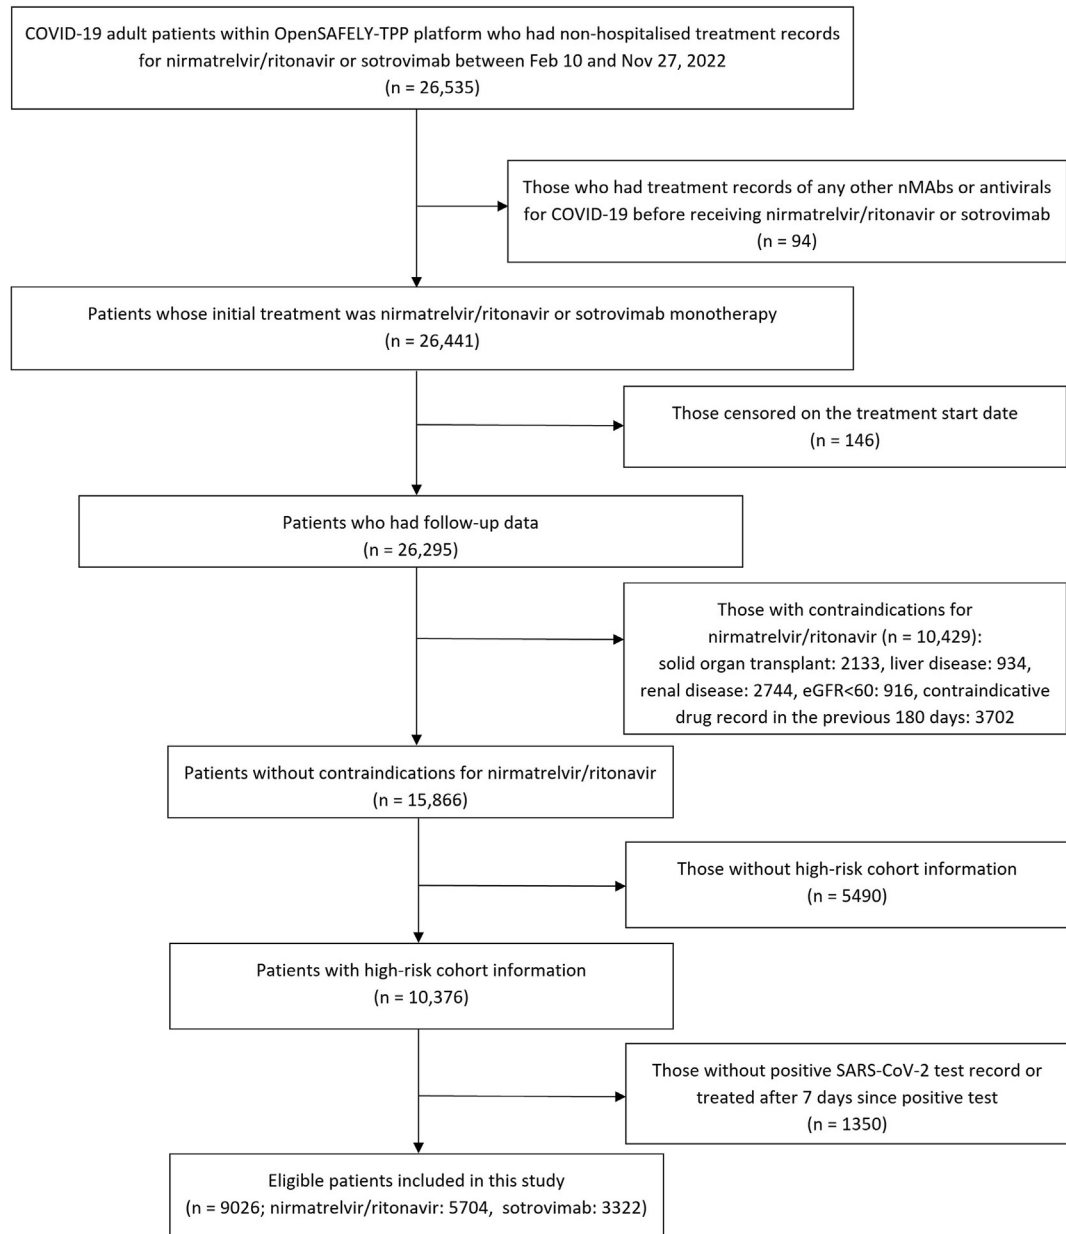 COVID-19 adult patients within OpenSAFELY-TPP platform who had non-hospitalised treatment records
for nirmatrelvir/ritonavir or sotrovimab between Feb 10 and Nov 27, 2022
(n = 26,535)
Those who had treatment records of any other nMAbs or antivirals
for COVID-19 before receiving nirmatrelvir/ritonavir or sotrovimab
(n = 94)
Patients whose initial treatment was nirmatrelvir/ritonavir or sotrovimab monotherapy
(n = 26,441)
Those censored on the treatment start date
(n = 146)
Patients who had follow-up data
(n = 26,295)
Those with contraindications for
nirmatrelvir/ritonavir (n = 10,429):
solid organ transplant: 2133, liver disease: 934,
renal disease: 2744, eGFR<60: 916, contraindicative
drug record in the previous 180 days: 3702
Patients without contraindications for nirmatrelvir/ritonavir
(n = 15,866)
Those without high-risk cohort information
(n = 5490)
Patients with high-risk cohort information
(n = 10,376)
Those without positive SARS-CoV-2 test record or
treated after 7 days since positive test
(n = 1350)
Eligible patients included in this study
(n = 9026; nirmatrelvir/ritonavir: 5704, sotrovimab: 3322)